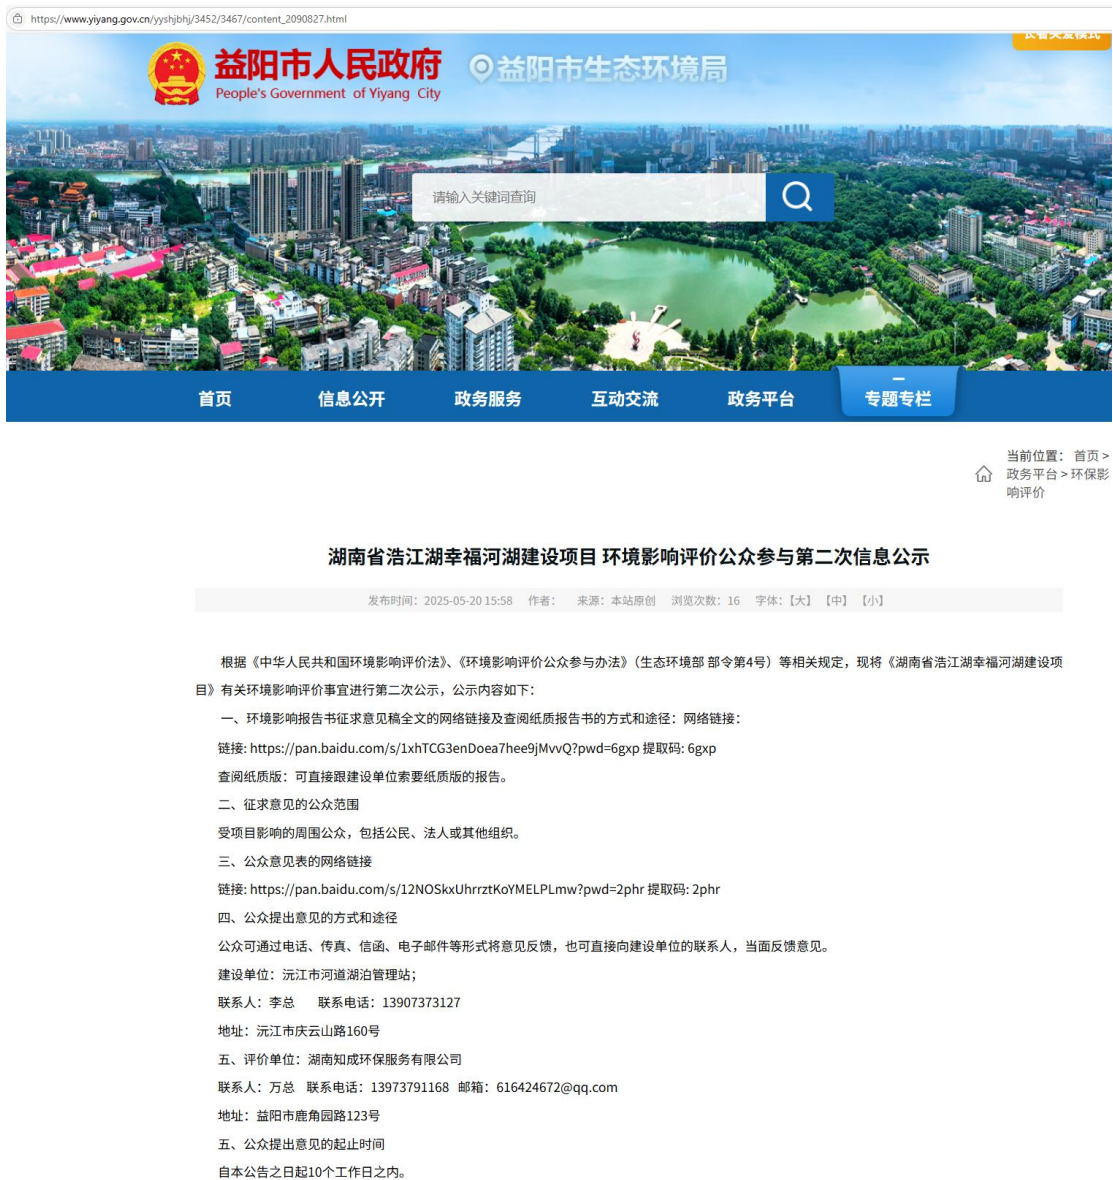 https://www.yiyang.gov.cn/yyshjbhj/3452/3467/content_2090827.html
长者关爱模式
益阳市人民政府
People's Government of Yiyang City
益阳市生态环境局
请输入关键词查询
首页 信息公开 政务服务 互动交流 政务平台 专题专栏
当前位置： 首页 >
政务平台 > 环保影
响评价
湖南省浩江湖幸福河湖建设项目 环境影响评价公众参与第二次信息公示
发布时间：2025-05-20 15:58 作者： 来源：本站原创 浏览次数：16 字体：【大】 【中】 【小】
根据《中华人民共和国环境影响评价法》、《环境影响评价公众参与办法》（生态环境部 部令第4号）等相关规定，现将《湖南省浩江湖幸福河湖建设项
目》有关环境影响评价事宜进行第二次公示，公示内容如下：
一、环境影响报告书征求意见稿全文的网络链接及查阅纸质报告书的方式和途径：网络链接：
链接: https://pan.baidu.com/s/1xhTCG3enDoea7hee9jMvvQ?pwd=6gxp 提取码: 6gxp
查阅纸质版：可直接跟建设单位索要纸质版的报告。
二、征求意见的公众范围
受项目影响的周围公众，包括公民、法人或其他组织。
三、公众意见表的网络链接
链接: https://pan.baidu.com/s/12NOSkxUhrrztKoYMELPLmw?pwd=2phr 提取码: 2phr
四、公众提出意见的方式和途径
公众可通过电话、传真、信函、电子邮件等形式将意见反馈，也可直接向建设单位的联系人，当面反馈意见。
建设单位：沅江市河道湖泊管理站；
联系人：李总 联系电话：13907373127
地址：沅江市庆云山路160号
五、评价单位：湖南知成环保服务有限公司
联系人：万总 联系电话：13973791168 邮箱：616424672@qq.com
地址：益阳市鹿角园路123号
五、公众提出意见的起止时间
自本公告之日起10个工作日之内。